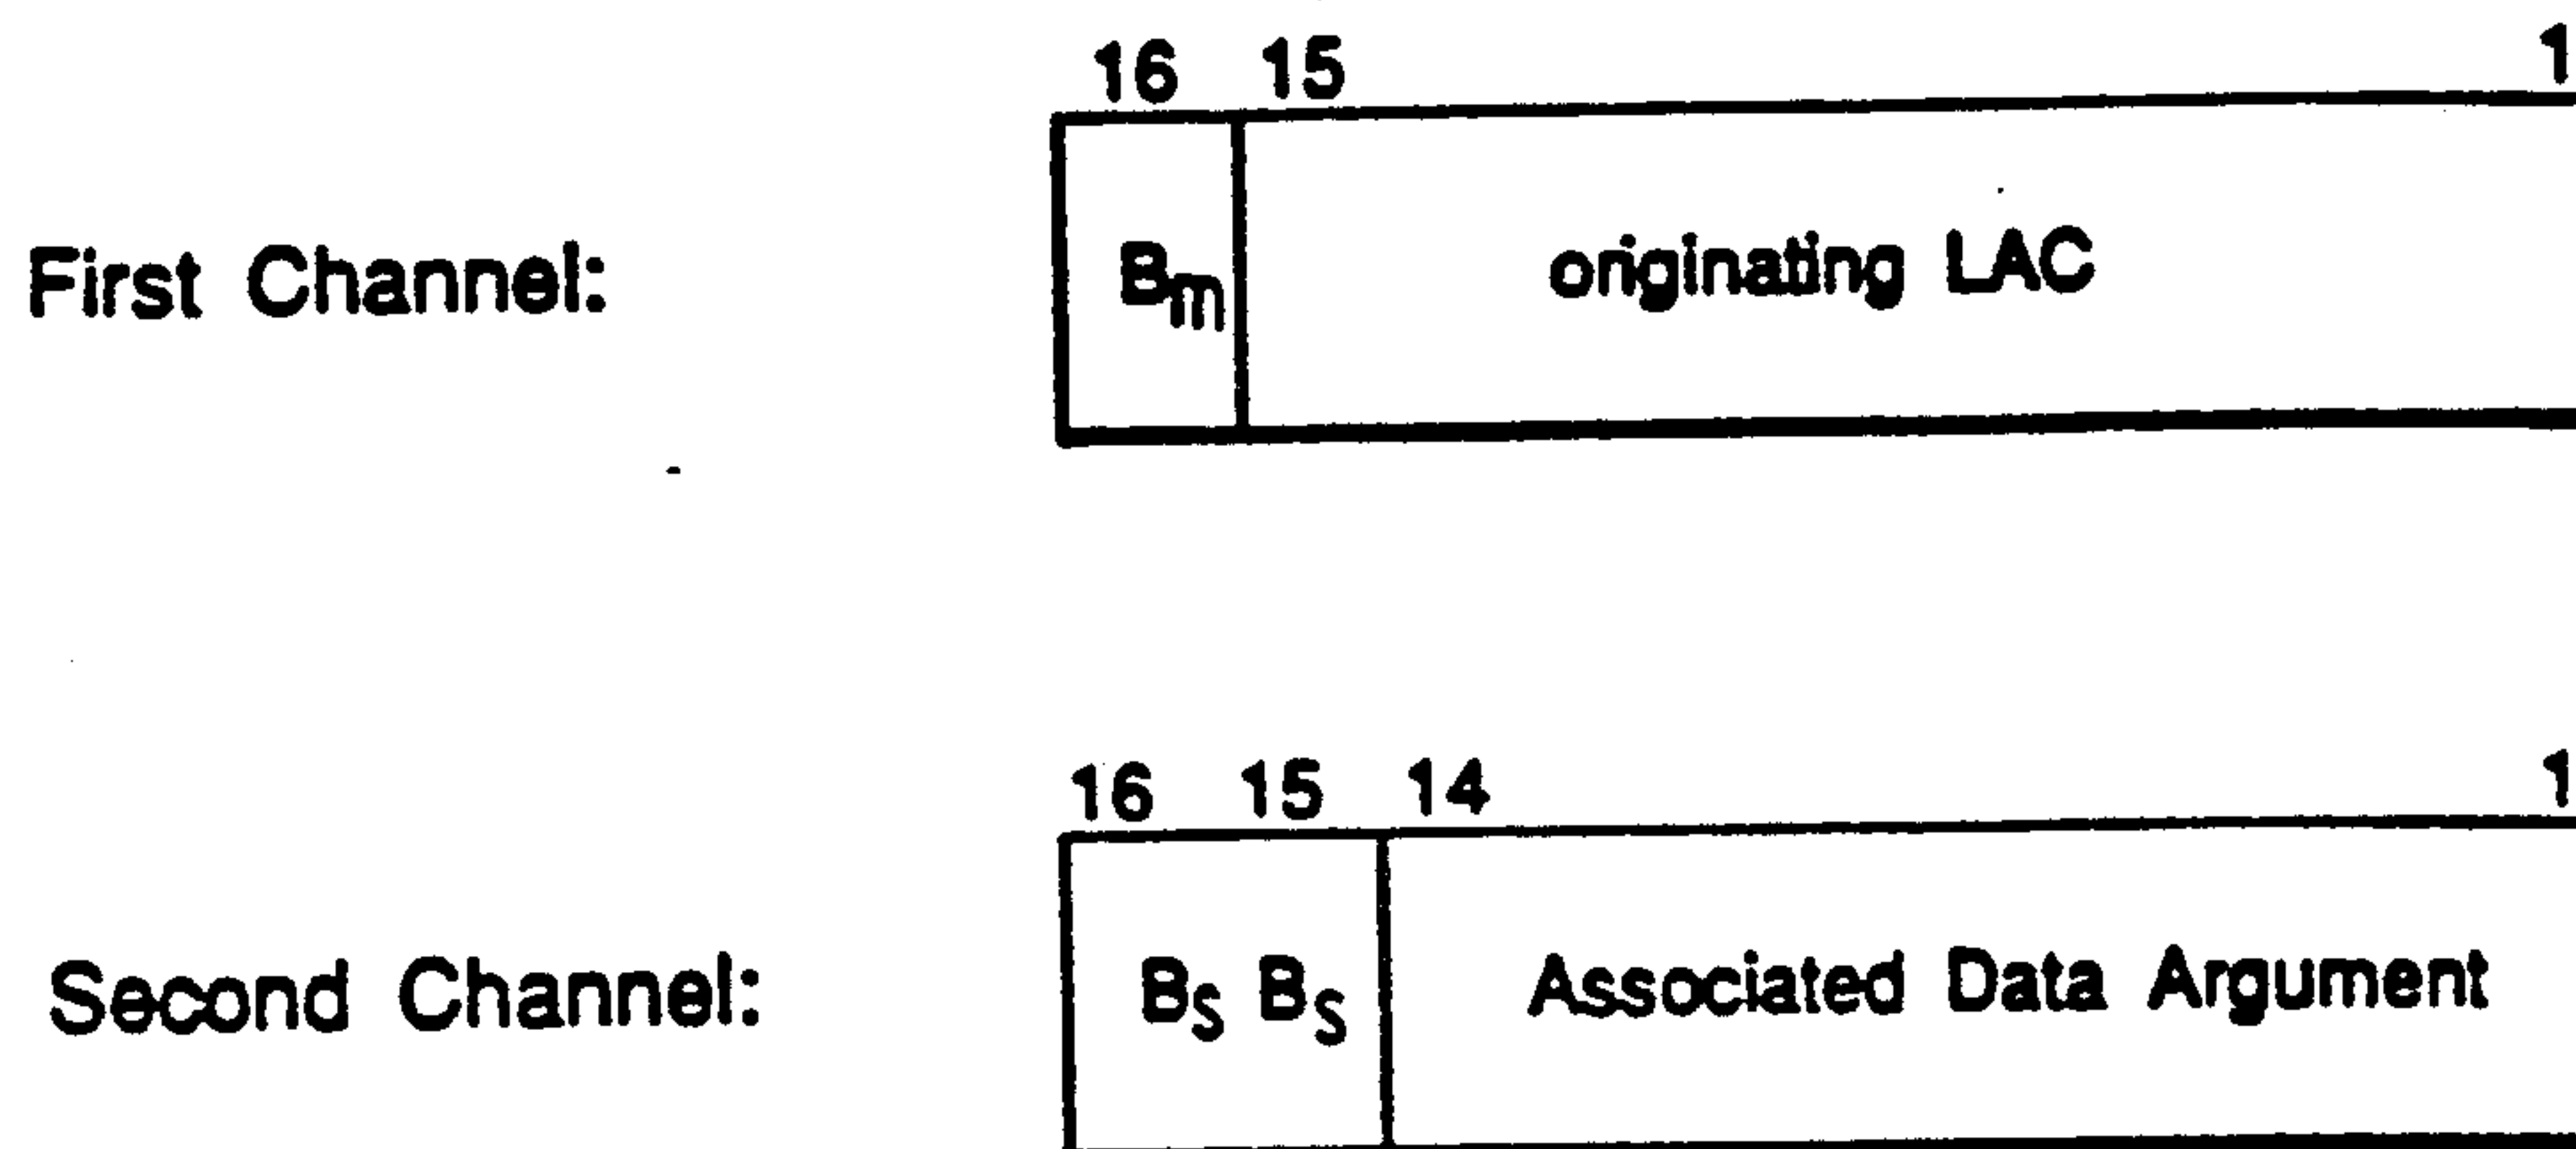 16 15 1
First Channel: Bm originating LAC
16 15 14 1
Second Channel: BS BS Associated Data Argument